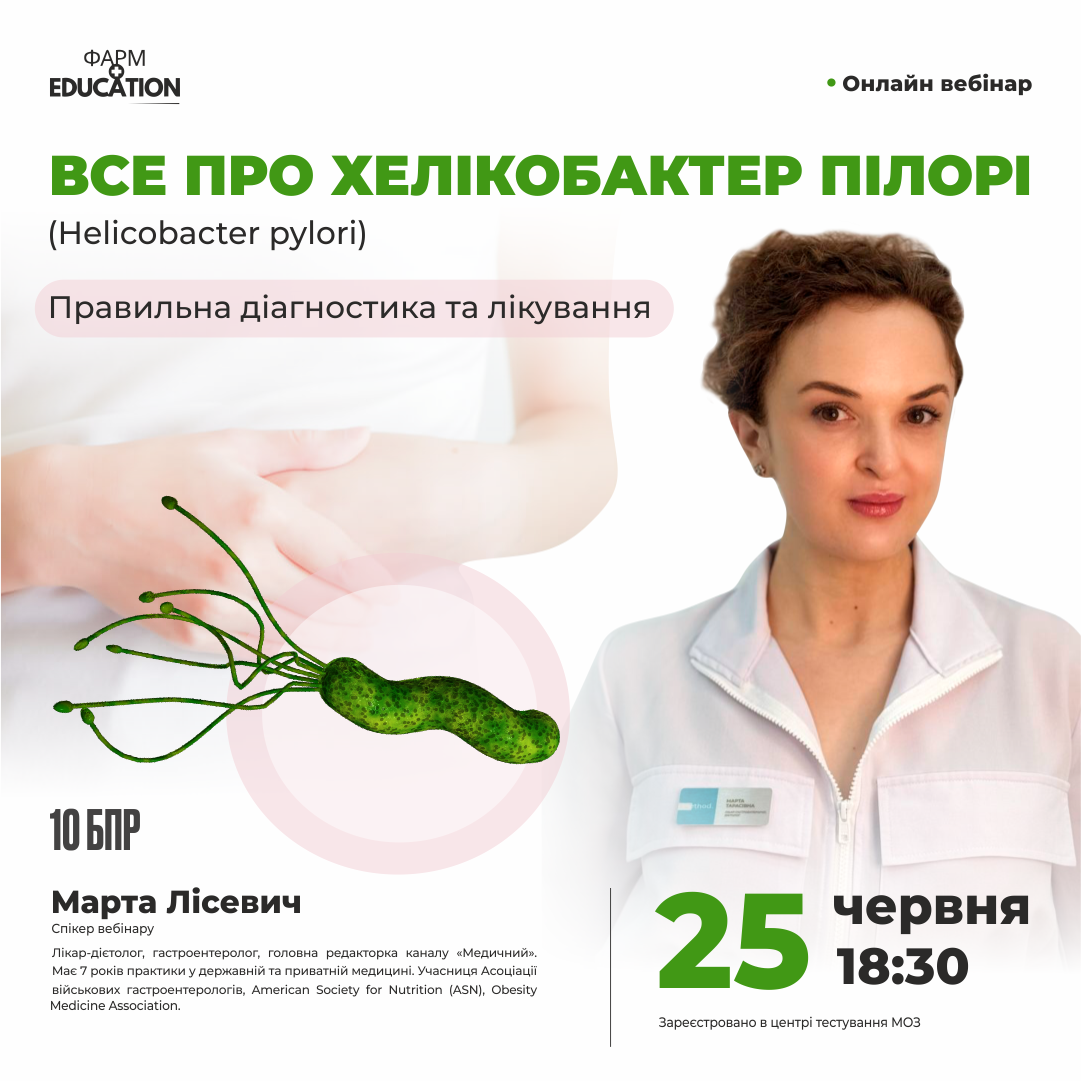 ФАРМ
EDUCATION
Онлайн вебінар
ВСЕ ПРО ХЕЛІКОБАКТЕР ПІЛОРІ
(Helicobacter pylori)
Правильна діагностика та лікування
МАРТА
ТАРАСІВНА
10 БПР
Марта Лісевич
Спікер вебінару
Лікар-дієтолог, гастроентеролог, головна редакторка каналу «Медичний».
Має 7 років практики у державній та приватній медицині. Учасниця Асоціації
військових гастроентерологів, American Society for Nutrition (ASN), Obesity
Medicine Association.
25
червня
18:30
Зареєстровано в центрі тестування МОЗ